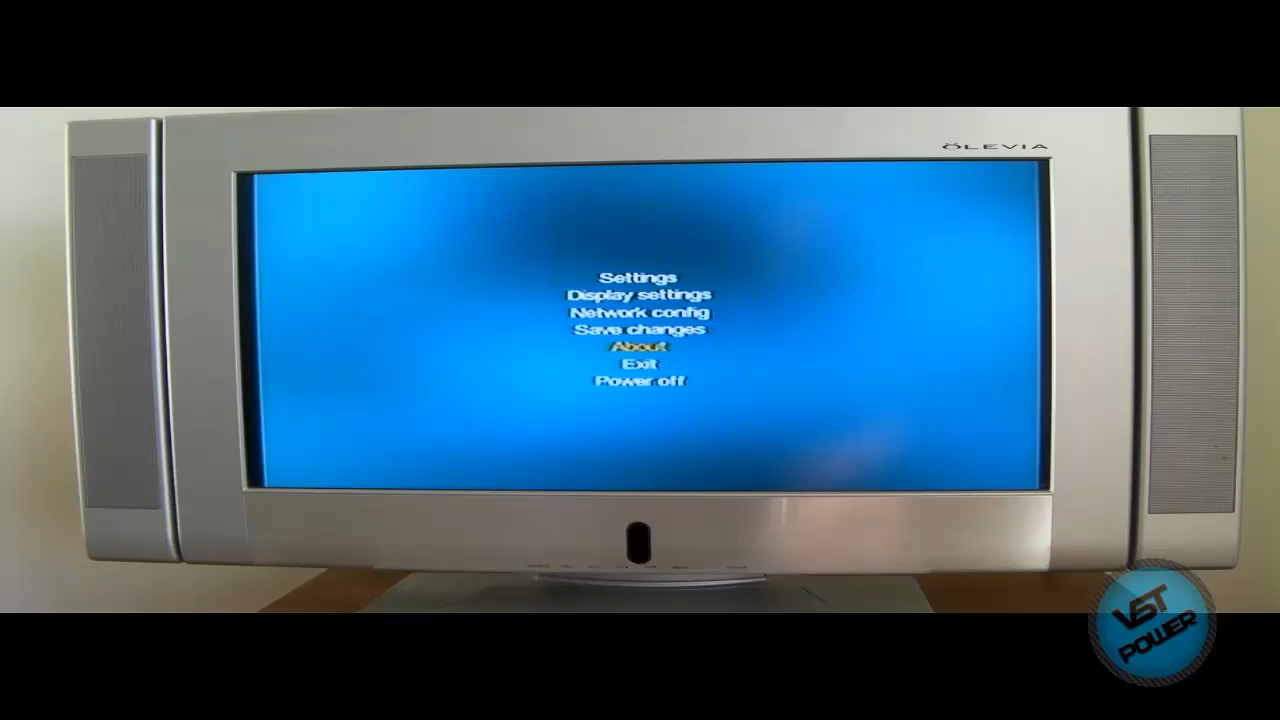 ÖLEVIA
Settings
Display settings
Network config
Save changes
About
Exit
Power off
VST
POWER